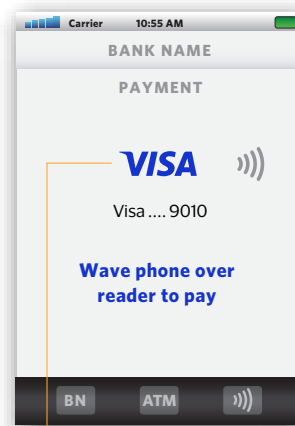 Carrier 10:55 AM
BANK NAME
PAYMENT
VISA
Visa .... 9010
Wave phone over
reader to pay
BN ATM